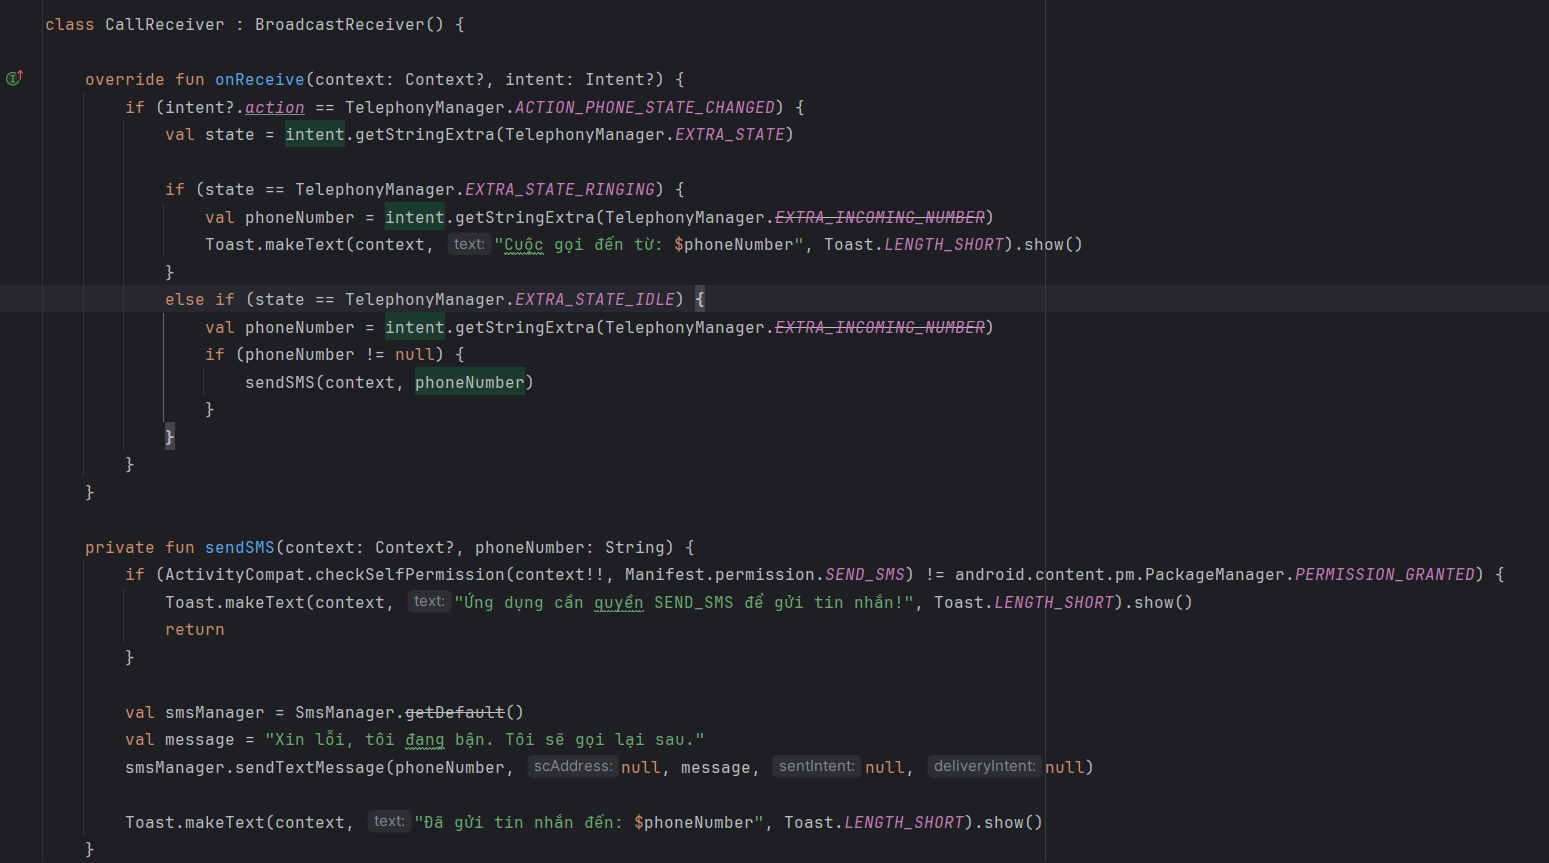 class CallReceiver : BroadcastReceiver() {
override fun onReceive(context: Context?, intent: Intent?) {
if (intent?.action == TelephonyManager.ACTION_PHONE_STATE_CHANGED) {
val state = intent.getStringExtra(TelephonyManager.EXTRA_STATE)
if (state == TelephonyManager.EXTRA_STATE_RINGING) {
val phoneNumber = intent.getStringExtra(TelephonyManager.EXTRA_INCOMING_NUMBER)
Toast.makeText(context, text: "Cuộc gọi đến từ: $phoneNumber", Toast.LENGTH_SHORT).show()
}
else if (state == TelephonyManager.EXTRA_STATE_IDLE) {
val phoneNumber = intent.getStringExtra(TelephonyManager.EXTRA_INCOMING_NUMBER)
if (phoneNumber != null) {
sendSMS(context, phoneNumber)
}
}
}
}
private fun sendSMS(context: Context?, phoneNumber: String) {
if (ActivityCompat.checkSelfPermission(context!!, Manifest.permission.SEND_SMS) != android.content.pm.PackageManager.PERMISSION_GRANTED) {
Toast.makeText(context, text: "Ứng dụng cần quyền SEND_SMS để gửi tin nhắn!", Toast.LENGTH_SHORT).show()
return
}
val smsManager = SmsManager.getDefault()
val message = "Xin lỗi, tôi đang bận. Tôi sẽ gọi lại sau."
smsManager.sendTextMessage(phoneNumber, scAddress: null, message, sentIntent: null, deliveryIntent: null)
Toast.makeText(context, text: "Đã gửi tin nhắn đến: $phoneNumber", Toast.LENGTH_SHORT).show()
}